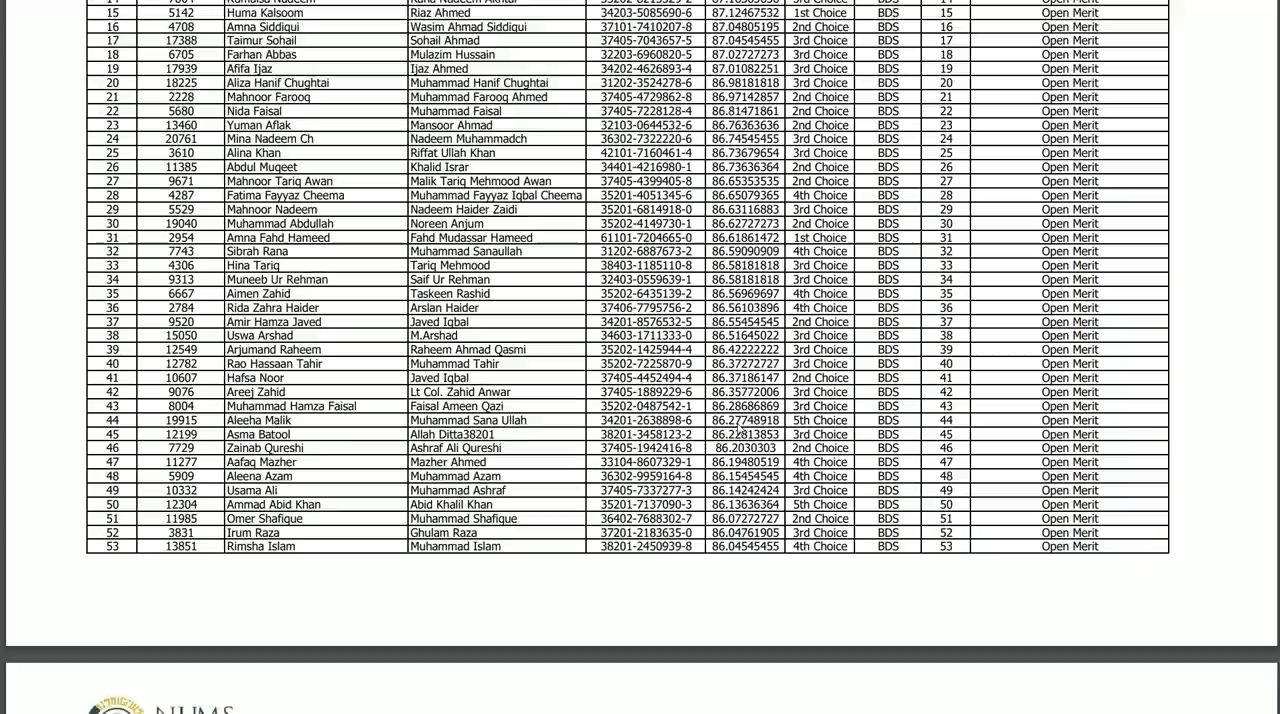 15 5142 Huma Kalsoom Riaz Ahmed 34203-5085690-6 87.12467532 1st Choice BDS 15 Open Merit
16 4708 Amna Siddiqui Wasim Ahmad Siddiqui 37101-7410207-8 87.04805195 2nd Choice BDS 16 Open Merit
17 17388 Taimur Sohail Sohail Ahmad 37405-7043657-5 87.04545455 3rd Choice BDS 17 Open Merit
18 6705 Farhan Abbas Mulazim Hussain 32203-6960820-5 87.02727273 3rd Choice BDS 18 Open Merit
19 17939 Afifa Ijaz Ijaz Ahmed 34202-4626893-4 87.01082251 3rd Choice BDS 19 Open Merit
20 18225 Aliza Hanif Chughtai Muhammad Hanif Chughtai 31202-3524278-6 86.98181818 3rd Choice BDS 20 Open Merit
21 2228 Mahnoor Farooq Muhammad Farooq Ahmed 37405-4729862-8 86.97142857 2nd Choice BDS 21 Open Merit
22 5680 Nida Faisal Muhammad Faisal 37405-7228128-4 86.81471861 2nd Choice BDS 22 Open Merit
23 13460 Yuman Aflak Mansoor Ahmad 32103-0644532-6 86.76363636 2nd Choice BDS 23 Open Merit
24 20761 Mina Nadeem Ch Nadeem Muhammadch 36302-7322220-6 86.74545455 3rd Choice BDS 24 Open Merit
25 3610 Alina Khan Riffat Ullah Khan 42101-7160461-4 86.73679654 3rd Choice BDS 25 Open Merit
26 11385 Abdul Muqeet Khalid Israr 34401-4216980-1 86.73636364 2nd Choice BDS 26 Open Merit
27 9671 Mahnoor Tariq Awan Malik Tariq Mehmood Awan 37405-4399405-8 86.65353535 2nd Choice BDS 27 Open Merit
28 4287 Fatima Fayyaz Cheema Muhammad Fayyaz Iqbal Cheema 35201-4051345-6 86.65079365 4th Choice BDS 28 Open Merit
29 5529 Mahnoor Nadeem Nadeem Haider Zaidi 35201-6814918-0 86.63116883 3rd Choice BDS 29 Open Merit
30 19040 Muhammad Abdullah Noreen Anjum 35202-4149730-1 86.62727273 2nd Choice BDS 30 Open Merit
31 2954 Amna Fahd Hameed Fahd Mudassar Hameed 61101-7204665-0 86.61861472 1st Choice BDS 31 Open Merit
32 7743 Sibrah Rana Muhammad Sanaullah 31202-6887673-2 86.59090909 4th Choice BDS 32 Open Merit
33 4306 Hina Tariq Tariq Mehmood 38403-1185110-8 86.58181818 3rd Choice BDS 33 Open Merit
34 9313 Muneeb Ur Rehman Saif Ur Rehman 32403-0559639-1 86.58181818 3rd Choice BDS 34 Open Merit
35 6667 Aimen Zahid Taskeen Rashid 35202-6435139-2 86.56969697 4th Choice BDS 35 Open Merit
36 2784 Rida Zahra Haider Arslan Haider 37406-7795756-2 86.56103896 4th Choice BDS 36 Open Merit
37 9520 Amir Hamza Javed Javed Iqbal 34201-8576532-5 86.55454545 2nd Choice BDS 37 Open Merit
38 15050 Uswa Arshad M.Arshad 34603-1711333-0 86.51645022 3rd Choice BDS 38 Open Merit
39 12549 Arjumand Raheem Raheem Ahmad Qasmi 35202-1425944-4 86.42222222 3rd Choice BDS 39 Open Merit
40 12782 Rao Hassaan Tahir Muhammad Tahir 35202-7225870-9 86.37272727 3rd Choice BDS 40 Open Merit
41 10607 Hafsa Noor Javed Iqbal 37405-4452494-4 86.37186147 2nd Choice BDS 41 Open Merit
42 9076 Areej Zahid Lt Col. Zahid Anwar 37405-1889229-6 86.35772006 3rd Choice BDS 42 Open Merit
43 8004 Muhammad Hamza Faisal Faisal Ameen Qazi 35202-0487542-1 86.28686869 3rd Choice BDS 43 Open Merit
44 19915 Aleeha Malik Muhammad Sana Ullah 34201-2638898-6 86.27748918 5th Choice BDS 44 Open Merit
45 12199 Asma Batool Allah Ditta38201 38201-3458123-2 3rd Choice BDS 45 Open Merit
46 7729 Zainab Qureshi Ashraf Ali Qureshi 37405-1942416-8 86.2030303 2nd Choice BDS 46 Open Merit
47 11277 Aafaq Mazher Mazher Ahmed 33104-8607329-1 86.19480519 4th Choice BDS 47 Open Merit
48 5909 Aleena Azam Muhammad Azam 36302-9959164-8 86.15454545 4th Choice BDS 48 Open Merit
49 10332 Usama Ali Muhammad Ashraf 37405-7337277-3 86.14242424 3rd Choice BDS 49 Open Merit
50 12304 Ammad Abid Khan Abid Khalil Khan 35201-7137090-3 86.13636364 5th Choice BDS 50 Open Merit
51 11985 Omer Shafique Muhammad Shafique 36402-7688302-7 86.07272727 2nd Choice BDS 51 Open Merit
52 3831 Irum Raza Ghulam Raza 37201-2183635-0 86.04761905 3rd Choice BDS 52 Open Merit
53 13851 Rimsha Islam Muhammad Islam 38201-2450939-8 86.04545455 4th Choice BDS 53 Open Merit